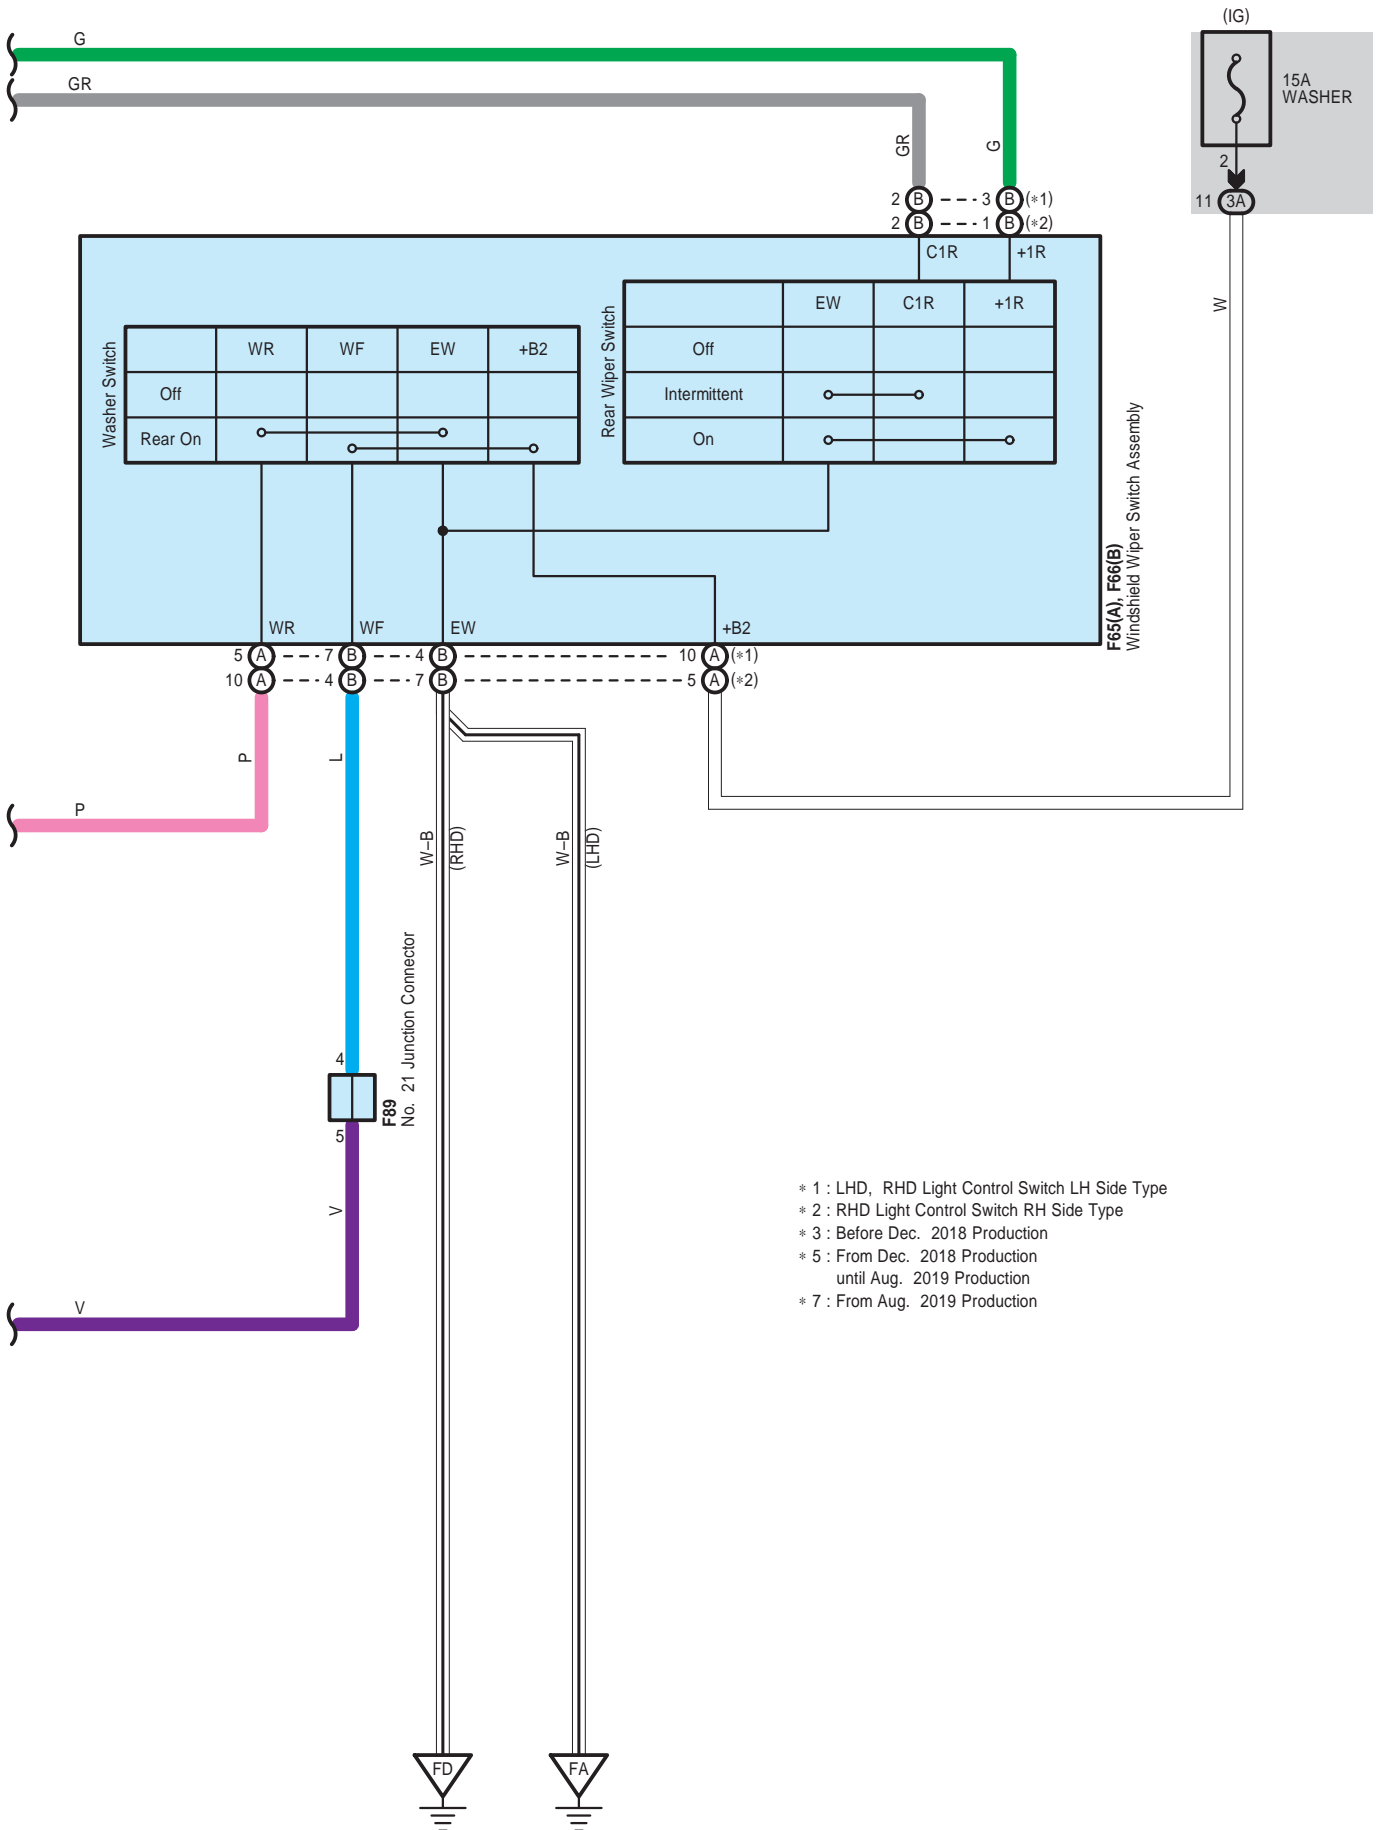 (IG)
G
GR
15A
WASHER
GR
G
2
2 B 3 B (*1)
11 3A
2 B 1 B (*2)
C1R +1R
Washer Switch
WR WF EW +B2
Off
Rear On
Rear Wiper Switch
EW C1R +1R
Off
Intermittent
On
W
F65(A), F66(B)
Windshield Wiper Switch Assembly
WR WF EW +B2
5 A 7 B 4 B 10 A (*1)
10 A 4 B 7 B 5 A (*2)
P
L
P
W-B
(RHD)
W-B
(LHD)
4
F89
No. 21 Junction Connector
5
V
V
* 1 : LHD, RHD Light Control Switch LH Side Type
* 2 : RHD Light Control Switch RH Side Type
* 3 : Before Dec. 2018 Production
* 5 : From Dec. 2018 Production
until Aug. 2019 Production
* 7 : From Aug. 2019 Production
FD FA